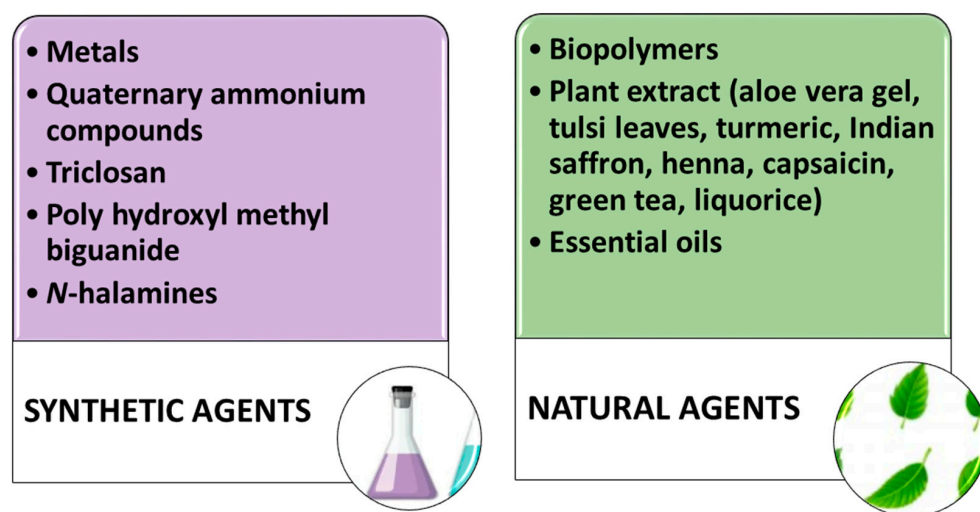 • Metals
• Quaternary ammonium
compounds
• Triclosan
• Poly hydroxyl methyl
biguanide
• N-halamines
SYNTHETIC AGENTS
• Biopolymers
• Plant extract (aloe vera gel,
tulsi leaves, turmeric, Indian
saffron, henna, capsaicin,
green tea, liquorice)
• Essential oils
NATURAL AGENTS